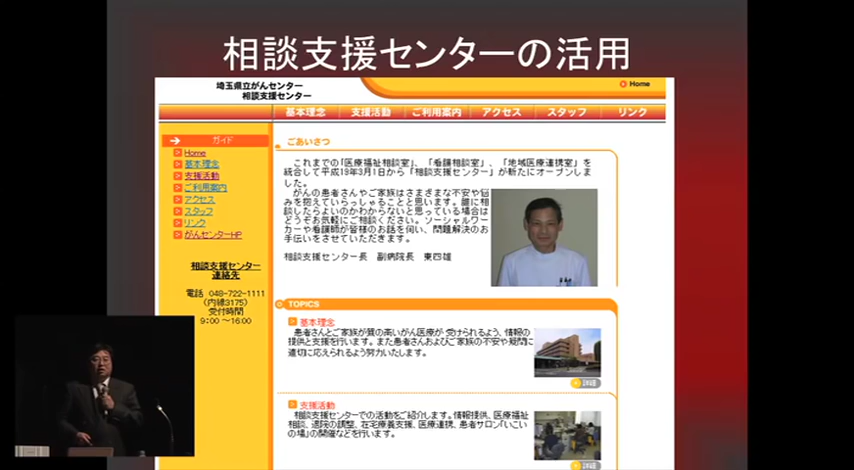 相談支援センターの活用
埼玉県立がんセンター
相談支援センター
Home
基本理念 支援活動 ご利用案内 アクセス スタッフ リンク
ガイド
Home
基本理念
支援活動
ご利用案内
アクセス
スタッフ
リンク
がんセンターHP
相談支援センター
連絡先
電話 048-722-1111
(内線3175)
受付時間
9:00 ~16:00
ごあいさつ
これまでの「医療福祉相談室」、「看護相談室」、「地域医療連携室」を
統合して平成19年3月1日から「相談支援センター」が新たにオープンしま
した。
がんの患者さんやご家族はさまざまな不安や悩
みを抱えていらっしゃることと思います。誰に相
談したらよいのかわからないと思っている場合は
どうぞお気軽にご相談ください。ソーシャルワー
カーや看護師が皆様のお話を伺い、問題解決のお
手伝いをさせていただきます。
相談支援センター長 副病院長 東四雄
TOPICS
基本理念
患者さんとご家族が質の高いがん医療が 受けられるよう、情報の
提供と支援を行います。また患者さんおよびご家族の不安や疑問に
適切に応えられるよう努力いたします。
詳細
支援活動
相談支援センターでの活動をご紹介します。情報提供、医療福祉
相談、退院の調整、在宅療養支援、医療連携、患者サロン「いこい
の場」の開催などを行います。
詳細